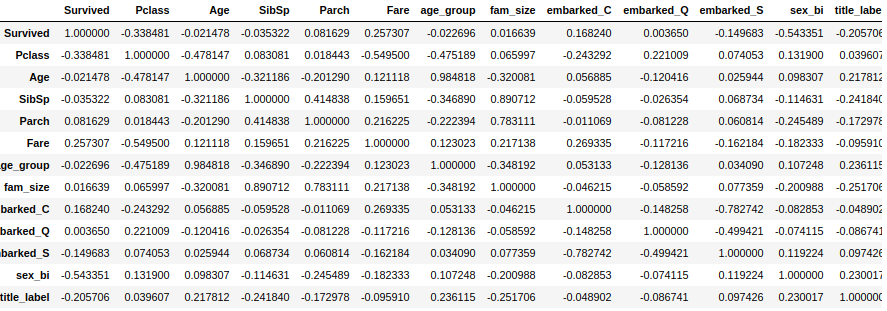 Survived Pclass Age SibSp Parch Fare age_group fam_size embarked_C embarked_Q embarked_S sex_bi title_labe
Survived 1.000000 -0.338481 -0.021478 -0.035322 0.081629 0.257307 -0.022696 0.016639 0.168240 0.003650 -0.149683 -0.543351 -0.205706
Pclass -0.338481 1.000000 -0.478147 0.083081 0.018443 -0.549500 -0.475189 0.065997 -0.243292 0.221009 0.074053 0.131900 0.039607
Age -0.021478 -0.478147 1.000000 -0.321186 -0.201290 0.121118 0.984818 -0.320081 0.056885 -0.120416 0.025944 0.098307 0.217812
SibSp -0.035322 0.083081 -0.321186 1.000000 0.414838 0.159651 -0.346890 0.890712 -0.059528 -0.026354 0.068734 -0.114631 -0.241840
Parch 0.081629 0.018443 -0.201290 0.414838 1.000000 0.216225 -0.222394 0.783111 -0.011069 -0.081228 0.060814 -0.245489 -0.172978
Fare 0.257307 -0.549500 0.121118 0.159651 0.216225 1.000000 0.123023 0.217138 0.269335 -0.117216 -0.162184 -0.182333 -0.095910
ge_group -0.022696 -0.475189 0.984818 -0.346890 -0.222394 0.123023 1.000000 -0.348192 0.053133 -0.128136 0.034090 0.107248 0.236115
fam_size 0.016639 0.065997 -0.320081 0.890712 0.783111 0.217138 -0.348192 1.000000 -0.046215 -0.058592 0.077359 -0.200988 -0.251706
barked_C 0.168240 -0.243292 0.056885 -0.059528 -0.011069 0.269335 0.053133 -0.046215 1.000000 -0.148258 -0.782742 -0.082853 -0.048902
barked_Q 0.003650 0.221009 -0.120416 -0.026354 -0.081228 -0.117216 -0.128136 -0.058592 -0.148258 1.000000 -0.499421 -0.074115 -0.086741
barked_S -0.149683 0.074053 0.025944 0.068734 0.060814 -0.162184 0.034090 0.077359 -0.782742 -0.499421 1.000000 0.119224 0.097426
sex_bi -0.543351 0.131900 0.098307 -0.114631 -0.245489 -0.182333 0.107248 -0.200988 -0.082853 -0.074115 0.119224 1.000000 0.230017
title_label -0.205706 0.039607 0.217812 -0.241840 -0.172978 -0.095910 0.236115 -0.251706 -0.048902 -0.086741 0.097426 0.230017 1.000000